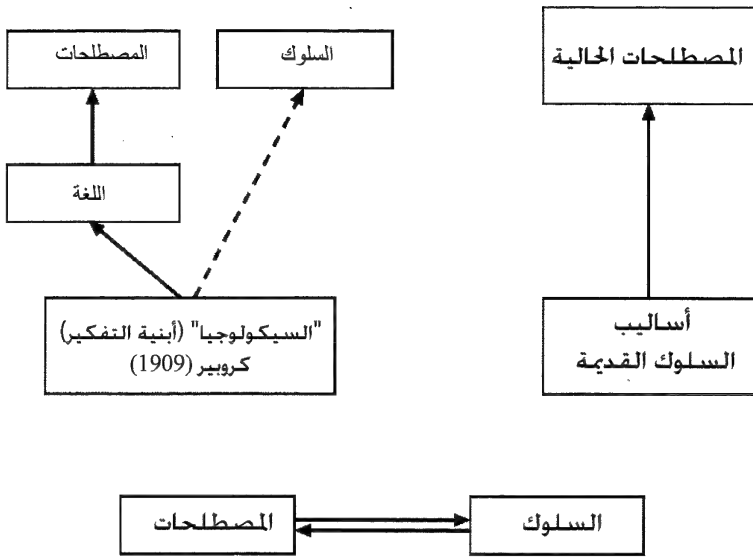 المصطلحات
السلوك
المصطلحات الحالية
اللغة
"السيكولوجيا" (أبنية التفكير)
كروبير (1909)
أساليب
السلوك القديمة
المصطلحات
السلوك